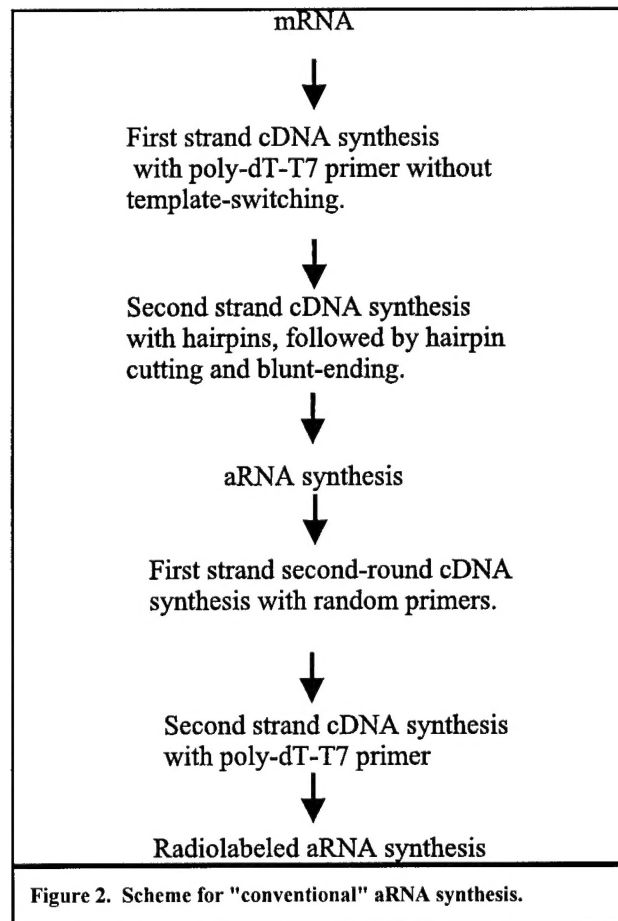 mRNA
First strand cDNA synthesis
with poly-dT-T7 primer without
template-switching.
Second strand cDNA synthesis
with hairpins, followed by hairpin
cutting and blunt-ending.
aRNA synthesis
First strand second-round cDNA
synthesis with random primers.
Second strand cDNA synthesis
with poly-dT-T7 primer
Radiolabeled aRNA synthesis
Figure 2. Scheme for "conventional" aRNA synthesis.